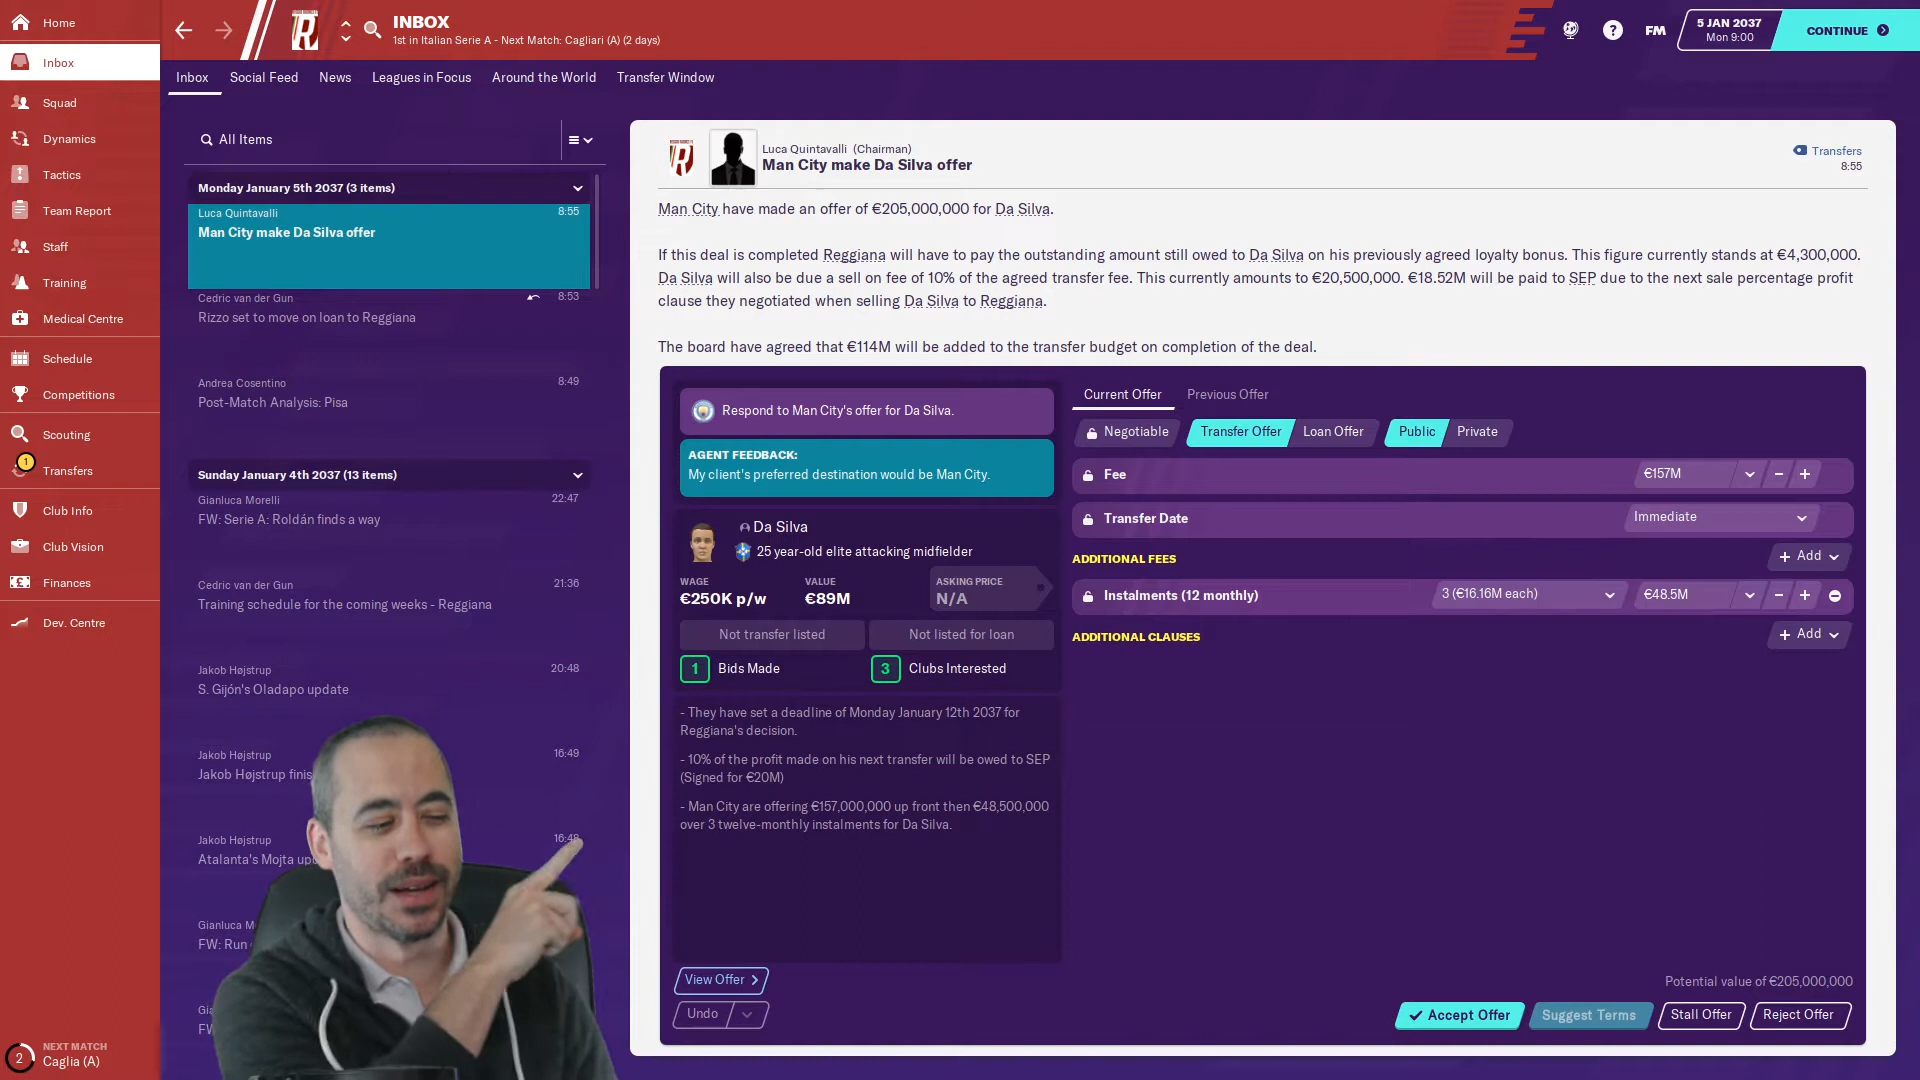 Home
Inbox
Squad
Dynamics
Tactics
Team Report
Staff
Training
Medical Centre
Schedule
Competitions
Scouting
1
Transfers
Club Info
Club Vision
Finances
Dev. Centre
2
NEXT MATCH
Caglia (A)
R
INBOX
1st in Italian Serie A - Next Match: Cagliari (A) (2 days)
?
FM
5 JAN 2037
Mon 9:00
CONTINUE
Inbox
Social Feed
News
Leagues in Focus
Around the World
Transfer Window
All Items
Monday January 5th 2037 (3 items)
Luca Quintavalli
8:55
Man City make Da Silva offer
Cedric van der Gun
8:53
Rizzo set to move on loan to Reggiana
Andrea Cosentino
8:49
Post-Match Analysis: Pisa
Sunday January 4th 2037 (13 items)
Gianluca Morelli
22:47
FW: Serie A: Roldán finds a way
Cedric van der Gun
21:36
Training schedule for the coming weeks - Reggiana
Jakob Højstrup
20:48
S. Gijón's Oladapo update
Jakob Højstrup
16:49
Jakob Højstrup finis
Jakob Højstrup
16:48
Atalanta's Mojta upd
Gianluca M
FW: Run
Gia
FW
R
Luca Quintavalli (Chairman)
Man City make Da Silva offer
Transfers
8:55
Man City have made an offer of €205,000,000 for Da Silva.
If this deal is completed Reggiana will have to pay the outstanding amount still owed to Da Silva on his previously agreed loyalty bonus. This figure currently stands at €4,300,000.
Da Silva will also be due a sell on fee of 10% of the agreed transfer fee. This currently amounts to €20,500,000. €18.52M will be paid to SEP due to the next sale percentage profit
clause they negotiated when selling Da Silva to Reggiana.
The board have agreed that €114M will be added to the transfer budget on completion of the deal.
Respond to Man City's offer for Da Silva.
AGENT FEEDBACK:
My client's preferred destination would be Man City.
Da Silva
25 year-old elite attacking midfielder
WAGE
€250K p/w
VALUE
€89M
ASKING PRICE
N/A
Not transfer listed
Not listed for loan
1
Bids Made
3
Clubs Interested
- They have set a deadline of Monday January 12th 2037 for
Reggiana's decision.
- 10% of the profit made on his next transfer will be owed to SEP
(Signed for €20M)
- Man City are offering €157,000,000 up front then €48,500,000
over 3 twelve-monthly instalments for Da Silva.
View Offer
Undo
Current Offer
Previous Offer
Negotiable
Transfer Offer
Loan Offer
Public
Private
Fee
€157M
Transfer Date
Immediate
ADDITIONAL FEES
Add
Instalments (12 monthly)
3 (€16.16M each)
€48.5M
ADDITIONAL CLAUSES
Add
Potential value of €205,000,000
Accept Offer
Suggest Terms
Stall Offer
Reject Offer